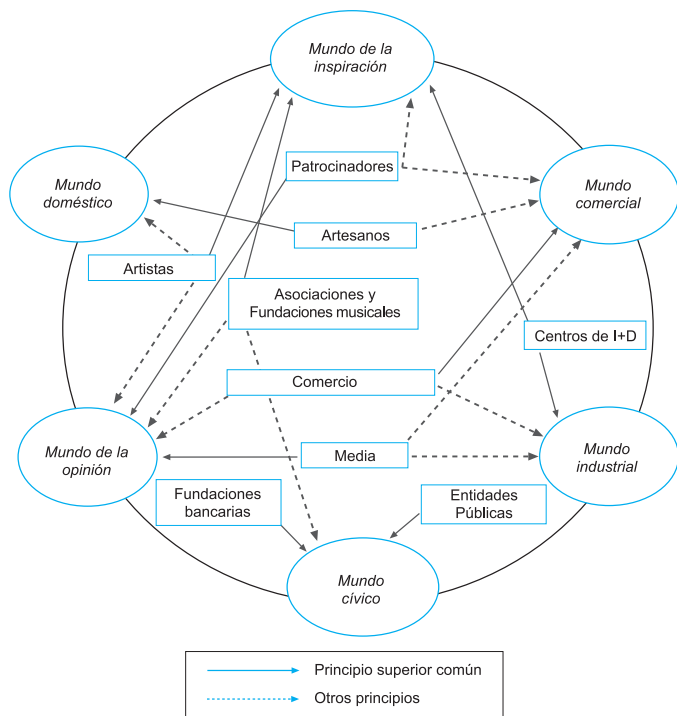 Mundo de la
inspiración
Patrocinadores
Mundo
doméstico
Mundo
comercial
Artesanos
Artistas
Asociaciones y
Fundaciones musicales
Centros de I+D
Comercio
Mundo de la
opinión
Media
Mundo
industrial
Fundaciones
bancarias
Entidades
Públicas
Mundo
cívico
Principio superior común
Otros principios